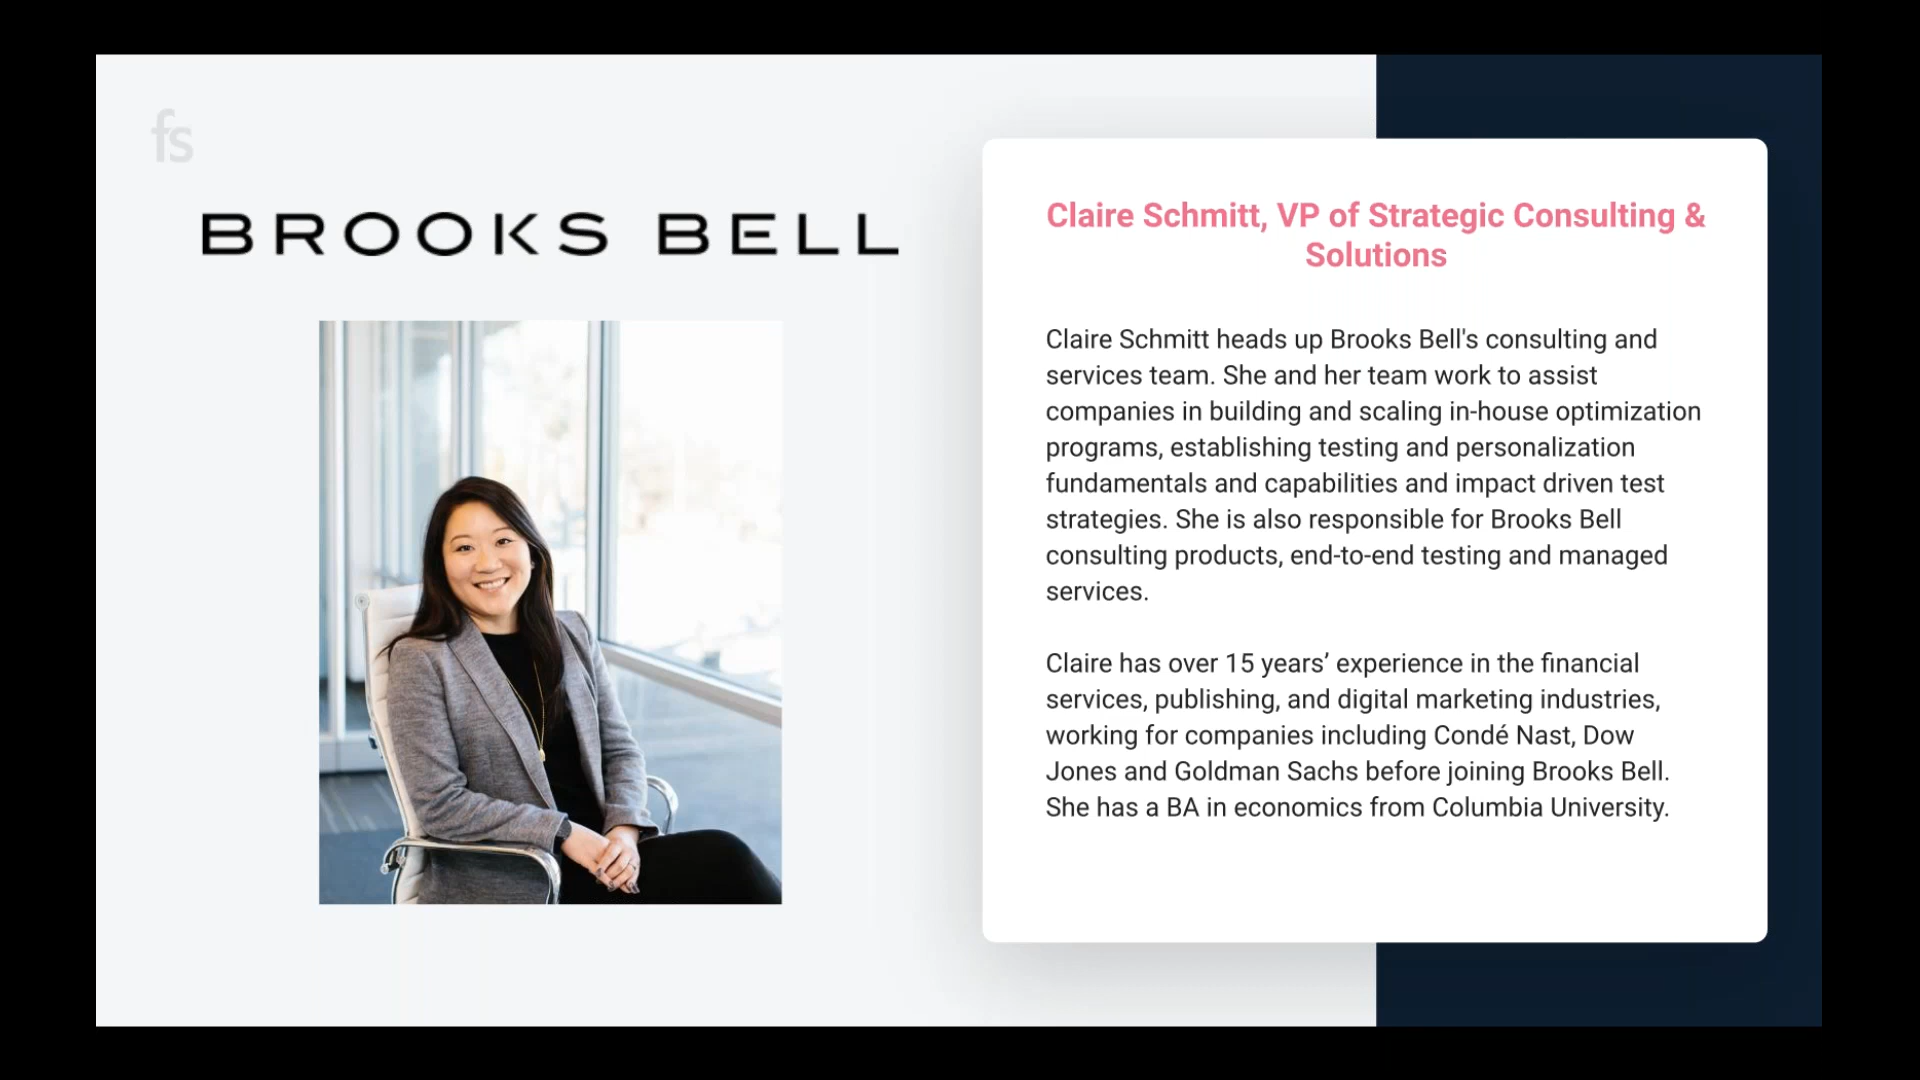 fs
BROOKS BELL
Claire Schmitt, VP of Strategic Consulting &
Solutions
Claire Schmitt heads up Brooks Bell's consulting and
services team. She and her team work to assist
companies in building and scaling in-house optimization
programs, establishing testing and personalization
fundamentals and capabilities and impact driven test
strategies. She is also responsible for Brooks Bell
consulting products, end-to-end testing and managed
services.
Claire has over 15 years’ experience in the financial
services, publishing, and digital marketing industries,
working for companies including Condé Nast, Dow
Jones and Goldman Sachs before joining Brooks Bell.
She has a BA in economics from Columbia University.